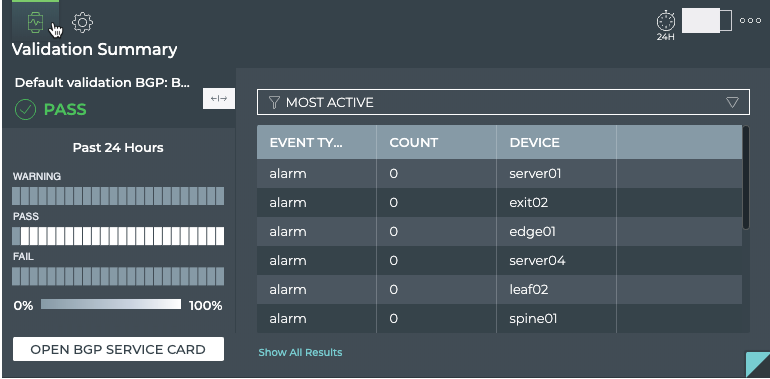 24H
Validation Summary
Default validation BGP: B...
PASS
Past 24 Hours
WARNING
PASS
FAIL
0% 100%
OPEN BGP SERVICE CARD
MOST ACTIVE
EVENT TY... COUNT DEVICE
alarm 0 server01
alarm 0 exit02
alarm 0 edge01
alarm 0 server04
alarm 0 leaf02
alarm 0 spine01
Show All Results